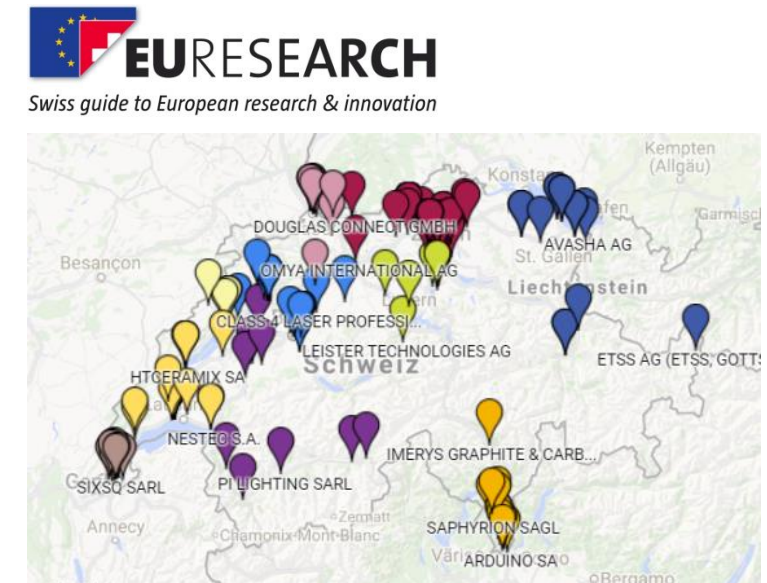 EURESEARCH
Swiss guide to European research & innovation
Kempten
(Allgäu)
Konsta
Garmisc
DOUGLAS CONNECT GMBH
AVASHA AG
St. Gallen
Besançon
OMYA INTERNATIONAL AG
Liechtenstein
CLASS 4 LASER PROFESSI...
LEISTER TECHNOLOGIES AG
ETSS AG (ETSS, GOTTS
Schweiz
HTCERAMIX SA
NESTEC S.A.
IMERYS GRAPHITE & CARB...
SIXSQ SARL
PI LIGHTING SARL
Zermatt
Annecy
SAPHYRION SAGL
Chamonix-Mont-Blanc
ARDUINO SA
Bergamo